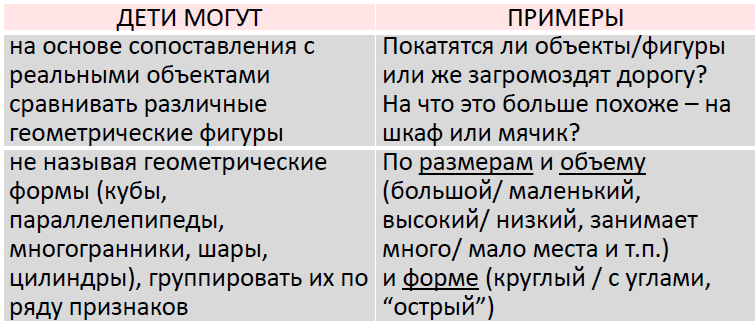 ДЕТИ МОГУТ
ПРИМЕРЫ
на основе сопоставления с
реальными объектами
сравнивать различные
геометрические фигуры
Покатятся ли объекты/фигуры
или же загромоздят дорогу?
На что это больше похоже – на
шкаф или мячик?
не называя геометрические
формы (кубы,
параллелепипеды,
многогранники, шары,
цилиндры), группировать их по
ряду признаков
По размерам и объему
(большой/ маленький,
высокий/ низкий, занимает
много/ мало места и т.п.)
и форме (круглый / с углами,
“острый”)